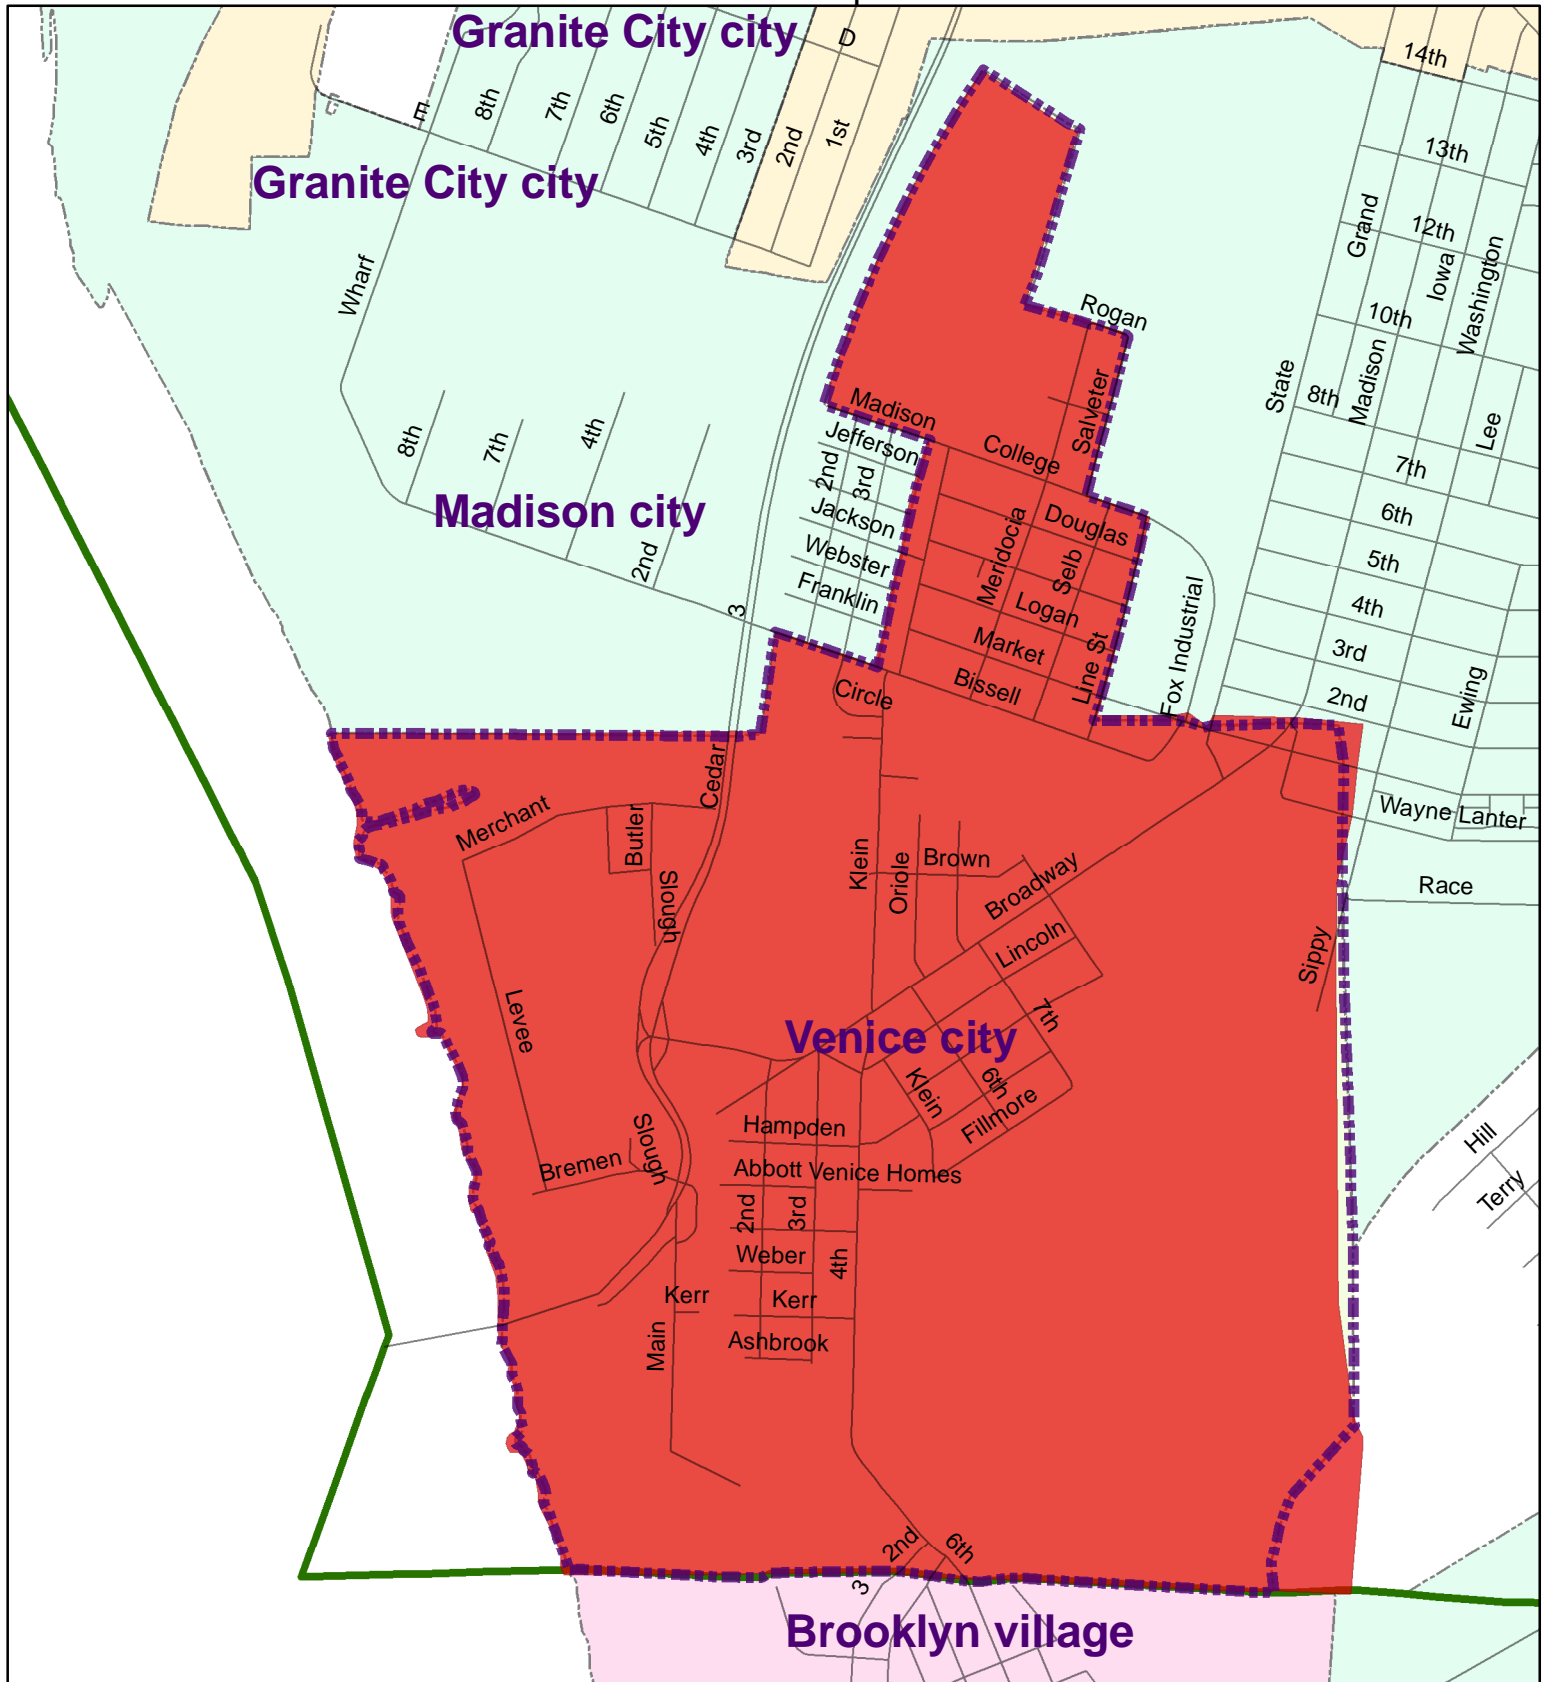 Granite City city
D
14th
E
8th
7th
6th
5th
4th
3rd
2nd
1st
13th
Granite City city
Grand
12th
Iowa
Washington
Wharf
Rogan
10th
Madison
State
8th
Salveter
Madison
Lee
Jefferson
College
8th
7th
4th
2nd
3rd
7th
Madison city
Jackson
Meridocia
Douglas
6th
Webster
Selb
5th
2nd
Franklin
Logan
Fox Industrial
4th
3
Market
3rd
Line St
Circle
Bissell
2nd
Ewing
Cedar
Merchant
Butler
Wayne Lanter
Klein
Oriole
Brown
Broadway
Race
Slough
Lincoln
Sippy
Levee
7th
Venice city
Klein
6th
Fillmore
Hampden
Slough
Hill
Bremen
Abbott
Venice Homes
Terry
2nd
3rd
Weber
4th
Kerr
Kerr
Main
Ashbrook
2nd
6th
3
Brooklyn village